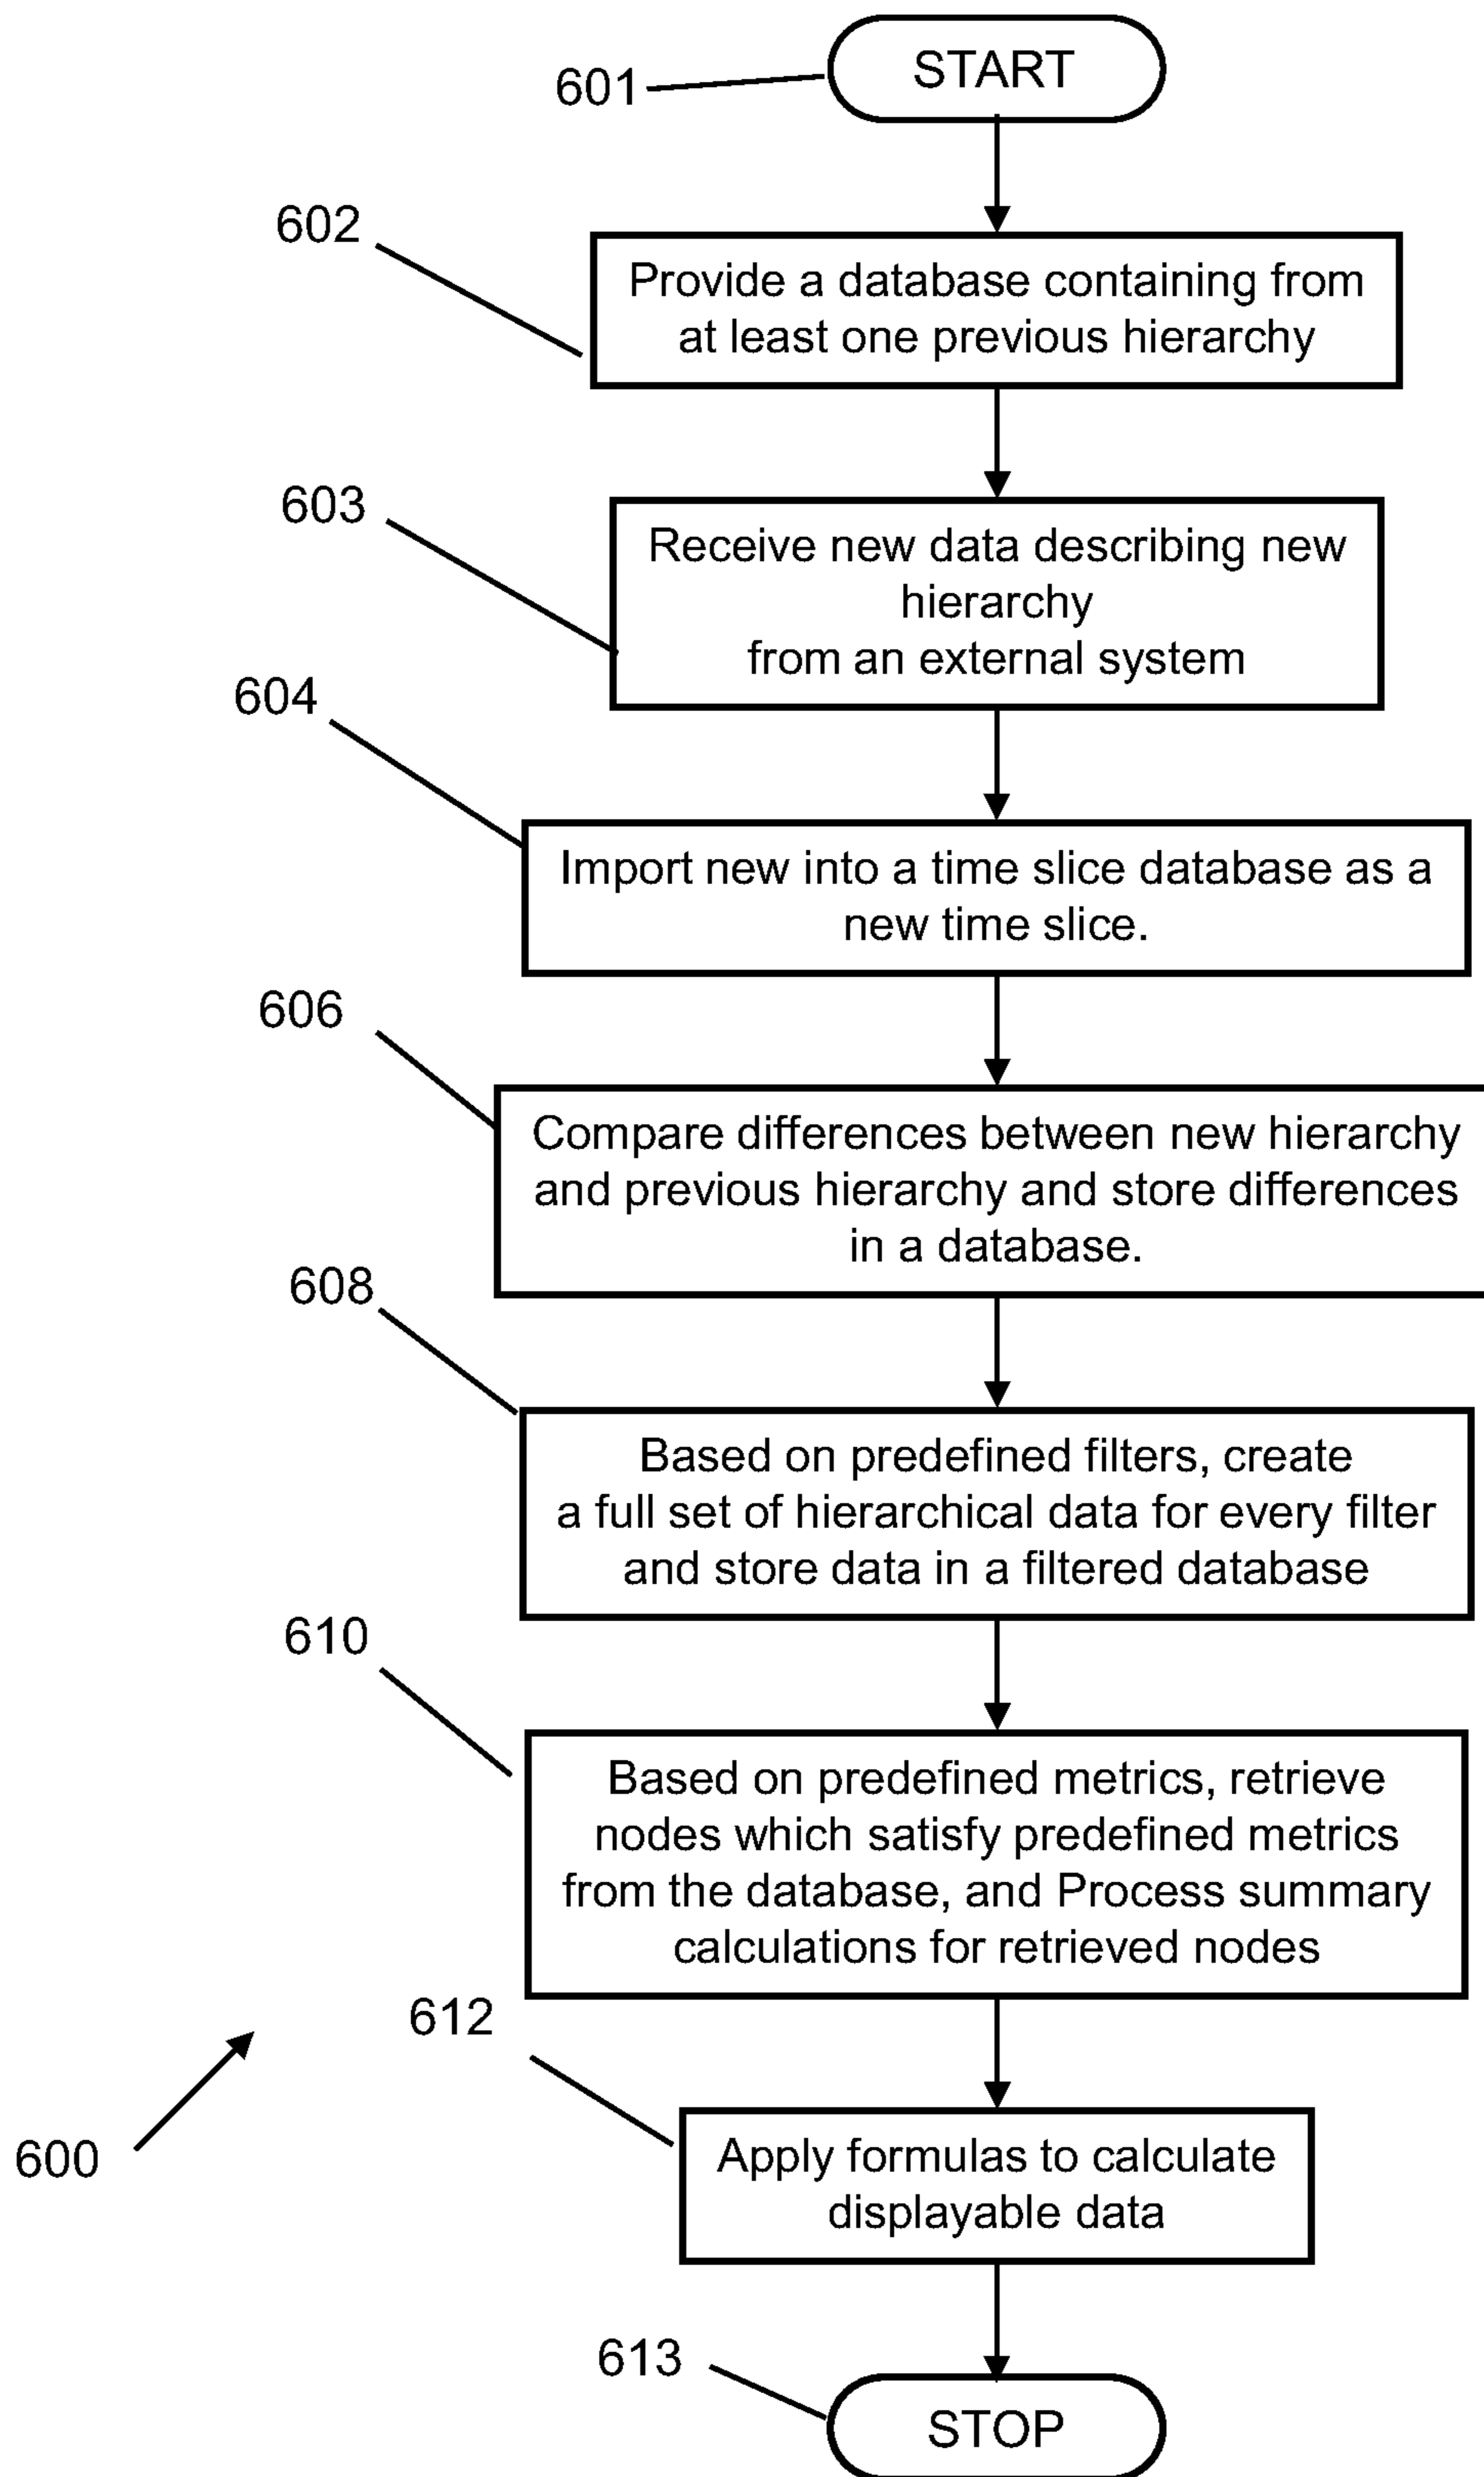 START
601
602
Provide a database containing from
at least one previous hierarchy
603
Receive new data describing new
hierarchy
from an external system
604
Import new into a time slice database as a
new time slice.
606
Compare differences between new hierarchy
and previous hierarchy and store differences
in a database.
608
Based on predefined filters, create
a full set of hierarchical data for every filter
and store data in a filtered database
610
Based on predefined metrics, retrieve
nodes which satisfy predefined metrics
from the database, and Process summary
calculations for retrieved nodes
612
Apply formulas to calculate
displayable data
600
613
STOP